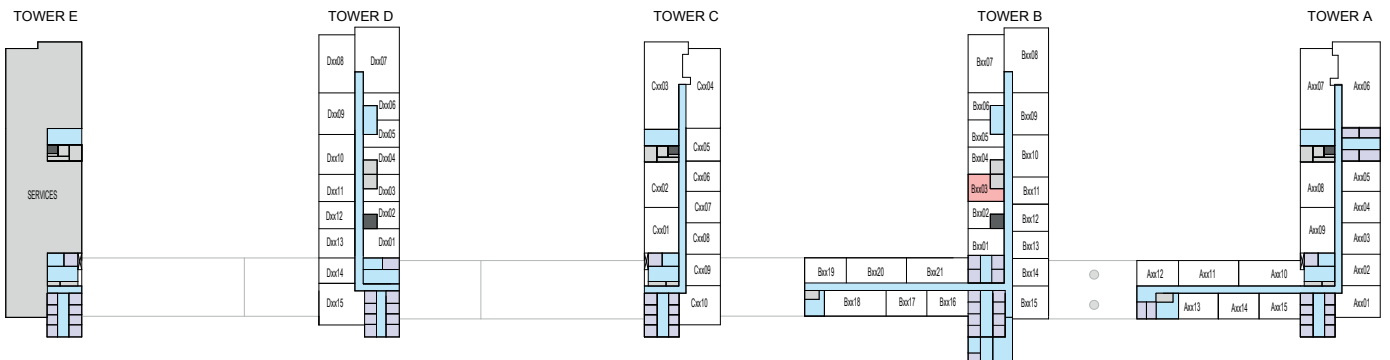 TOWER E
TOWER D
TOWER C
TOWER B
TOWER A
SERVICES
Dxx08
Dxx07
Dxx06
Dxx09
Dxx05
Dxx10
Dxx04
Dxx11
Dxx03
Dxx12
Dxx02
Dxx13
Dxx01
Dxx14
Dxx15
Cxx03
Cxx04
Cxx05
Cxx06
Cxx02
Cxx07
Cxx01
Cxx08
Cxx09
Cxx10
Bxx07
Bxx08
Bxx06
Bxx09
Bxx05
Bxx04
Bxx10
Bxx03
Bxx11
Bxx02
Bxx12
Bxx01
Bxx13
Bxx19
Bxx20
Bxx21
Bxx14
Bxx18
Bxx17
Bxx16
Bxx15
Axx07
Axx06
Axx05
Axx08
Axx04
Axx09
Axx03
Axx12
Axx11
Axx10
Axx02
Axx13
Axx14
Axx15
Axx01